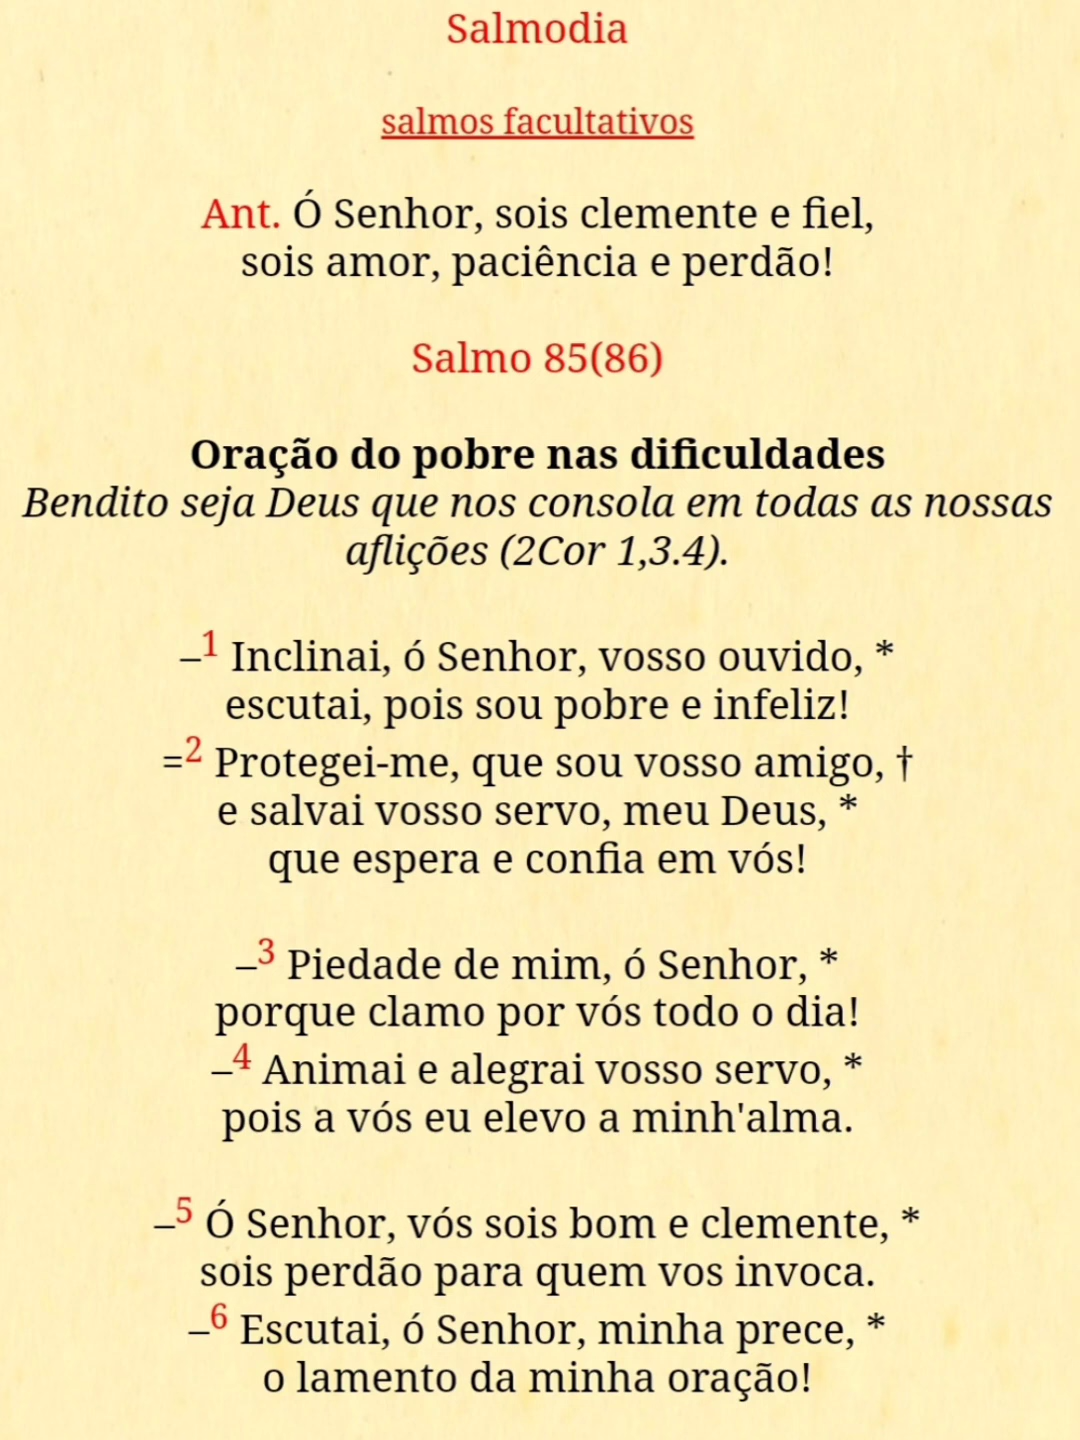 Salmodia
salmos facultativos
Ant. Ó Senhor, sois clemente e fiel,
sois amor, paciência e perdão!
Salmo 85(86)
Oração do pobre nas dificuldades
Bendito seja Deus que nos consola em todas as nossas
aflições (2Cor 1,3.4).
–1 Inclinai, ó Senhor, vosso ouvido, *
escutai, pois sou pobre e infeliz!
=2 Protegei-me, que sou vosso amigo, †
e salvai vosso servo, meu Deus, *
que espera e confia em vós!
–3 Piedade de mim, ó Senhor, *
porque clamo por vós todo o dia!
–4 Animai e alegrai vosso servo, *
pois a vós eu elevo a minh'alma.
–5 Ó Senhor, vós sois bom e clemente, *
sois perdão para quem vos invoca.
–6 Escutai, ó Senhor, minha prece, *
o lamento da minha oração!